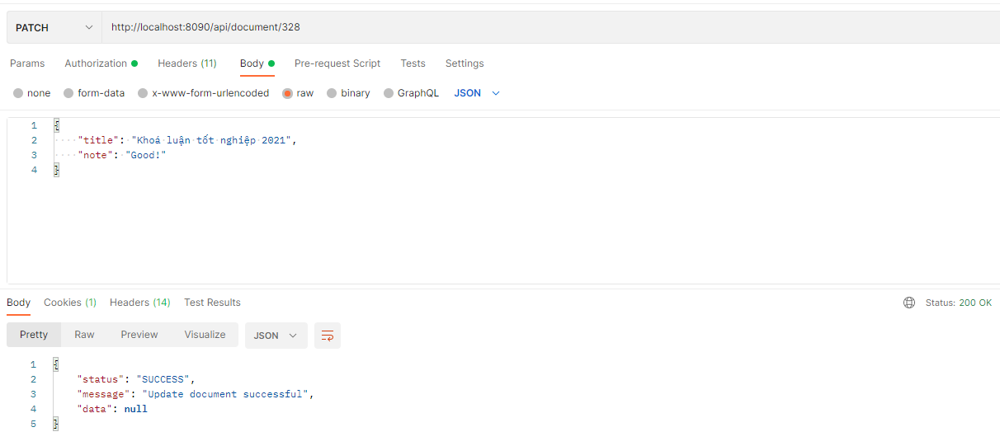 PATCH http://localhost:8090/api/document/328
Params Authorization Headers (11) Body Pre-request Script Tests Settings
none form-data x-www-form-urlencoded raw binary GraphQL JSON
1 {
2 "title": "Khoá luận tốt nghiệp 2021",
3 "note": "Good!"
4 }
Body Cookies (1) Headers (14) Test Results Status: 200 OK
Pretty Raw Preview Visualize JSON
1 {
2 "status": "SUCCESS",
3 "message": "Update document successful",
4 "data": null
5 }